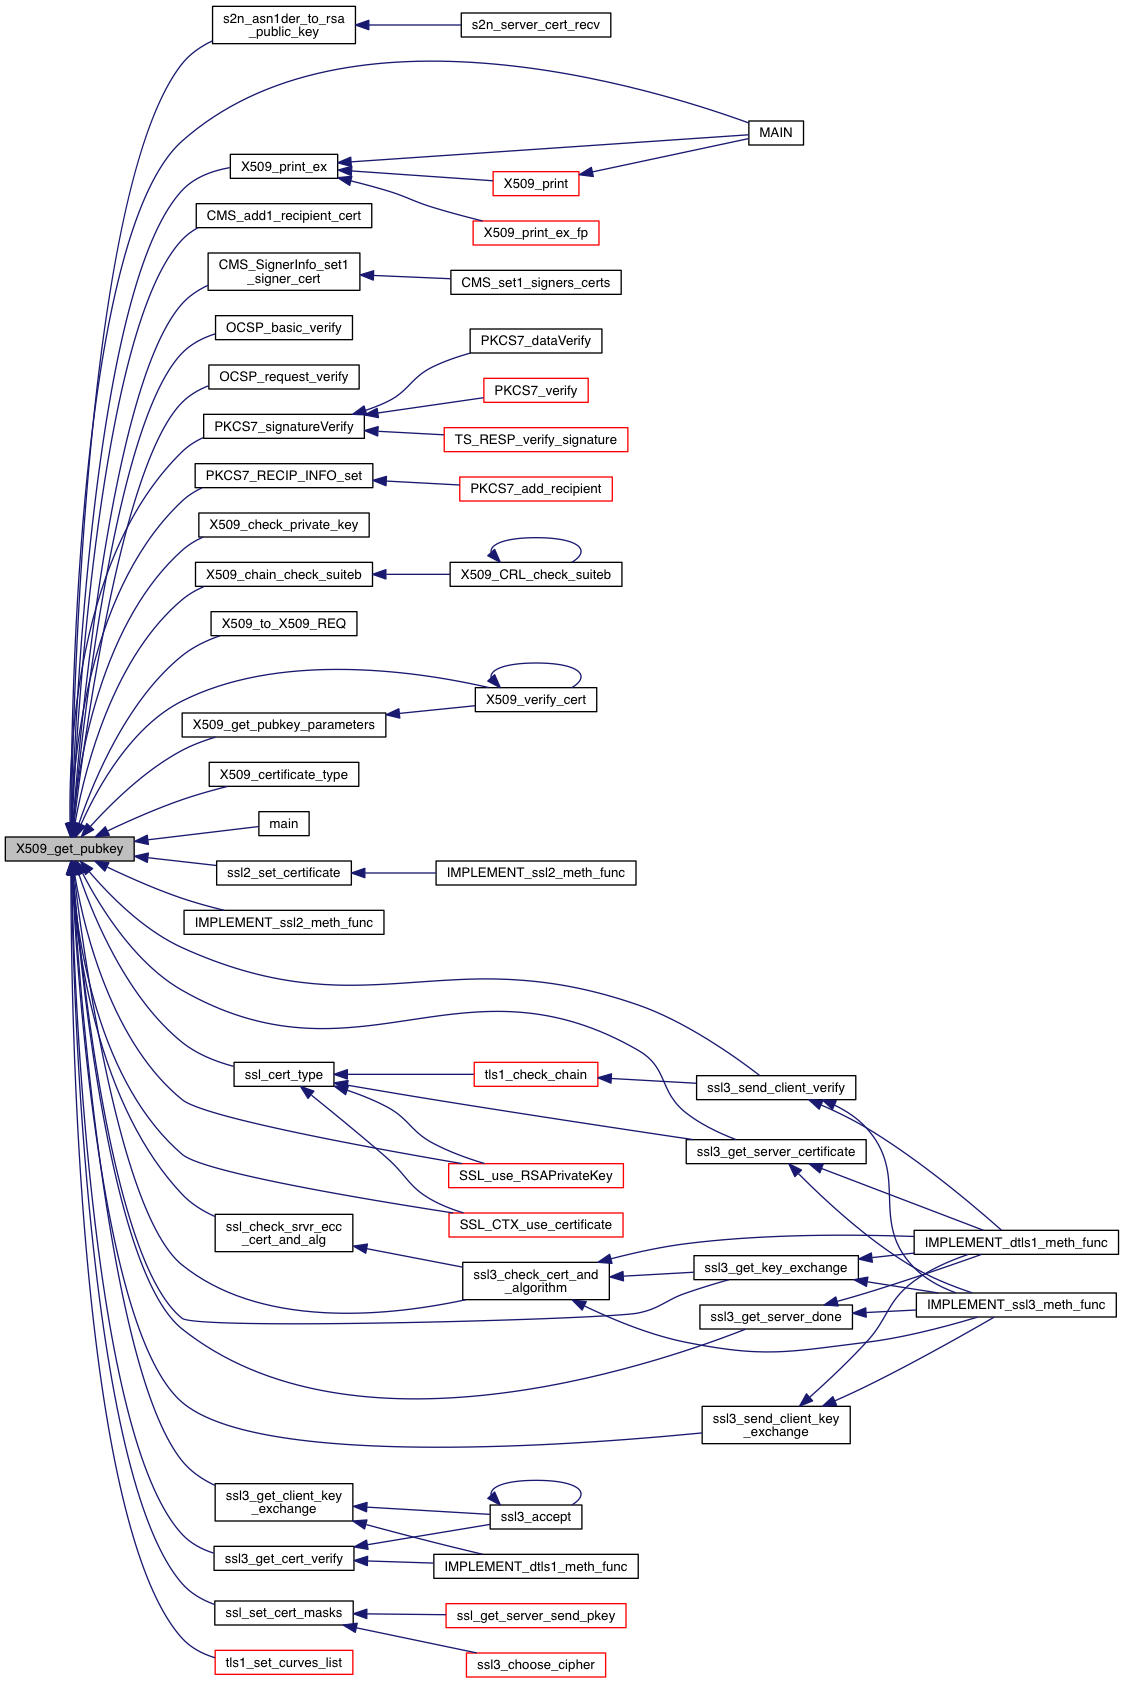 s2n_asn1der_to_rsa
_public_key
s2n_server_cert_recv
MAIN
X509_print_ex
X509_print
CMS_add1_recipient_cert
X509_print_ex_fp
CMS_SignerInfo_set1
_signer_cert
CMS_set1_signers_certs
OCSP_basic_verify
PKCS7_dataVerify
OCSP_request_verify
PKCS7_verify
PKCS7_signatureVerify
TS_RESP_verify_signature
PKCS7_RECIP_INFO_set
PKCS7_add_recipient
X509_check_private_key
X509_chain_check_suiteb
X509_CRL_check_suiteb
X509_to_X509_REQ
X509_verify_cert
X509_get_pubkey_parameters
X509_certificate_type
main
X509_get_pubkey
ssl2_set_certificate
IMPLEMENT_ssl2_meth_func
IMPLEMENT_ssl2_meth_func
ssl_cert_type
tls1_check_chain
ssl3_send_client_verify
ssl3_get_server_certificate
SSL_use_RSAPrivateKey
SSL_CTX_use_certificate
ssl_check_srvr_ecc
_cert_and_alg
IMPLEMENT_dtls1_meth_func
ssl3_check_cert_and
_algorithm
ssl3_get_key_exchange
IMPLEMENT_ssl3_meth_func
ssl3_get_server_done
ssl3_send_client_key
_exchange
ssl3_get_client_key
_exchange
ssl3_accept
ssl3_get_cert_verify
IMPLEMENT_dtls1_meth_func
ssl_set_cert_masks
ssl_get_server_send_pkey
tls1_set_curves_list
ssl3_choose_cipher